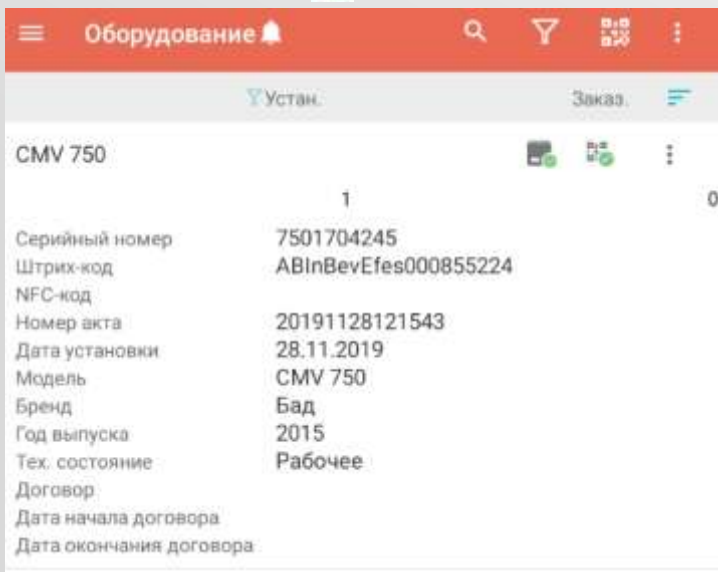 Оборудование
Устан. Заказ.
CMV 750
1 0
Серийный номер 7501704245
Штрих-код ABInBevEfes000855224
NFC-код
Номер акта 20191128121543
Дата установки 28.11.2019
Модель CMV 750
Бренд Бад
Год выпуска 2015
Тех. состояние Рабочее
Договор
Дата начала договора
Дата окончания договора